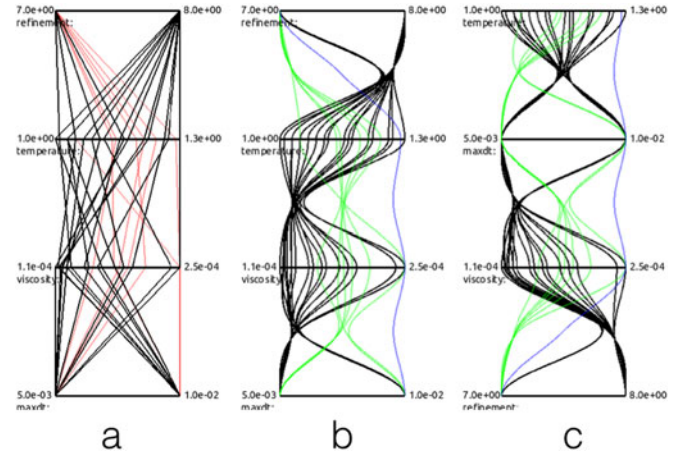 7.0e+00 8.0e+00
refinement:
1.0e+00 1.3e+00
temperature:
1.1e-04 2.5e-04
viscosity:
5.0e-03 1.0e-02
maxdt:
a
7.0e+00 8.0e+00
refinement:
1.0e+00 1.3e+00
temperature:
1.1e-04 2.5e-04
viscosity:
5.0e-03 1.0e-02
maxdt:
b
1.0e+00 1.3e+00
temperature:
5.0e-03 1.0e-02
maxdt:
1.1e-04 2.5e-04
viscosity:
7.0e+00 8.0e+00
refinement:
c